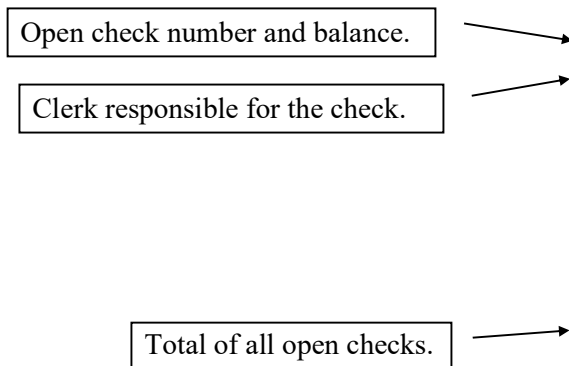 Open check number and balance.
Clerk responsible for the check.
Total of all open checks.